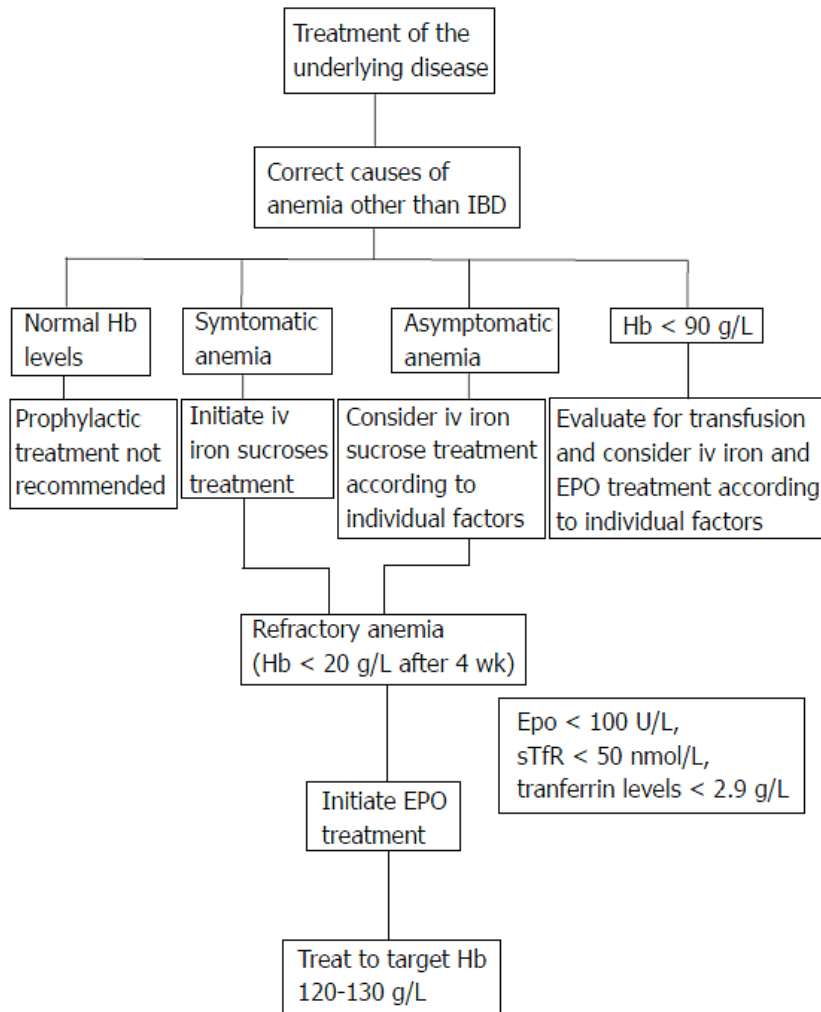 Treatment of the
underlying disease
Correct causes of
anemia other than IBD
Normal Hb
levels
Symtomatic
anemia
Asymptomatic
anemia
Hb < 90 g/L
Prophylactic
treatment not
recommended
Initiate iv
iron sucroses
treatment
Consider iv iron
sucrose treatment
according to
individual factors
Evaluate for transfusion
and consider iv iron and
EPO treatment according
to individual factors
Refractory anemia
(Hb < 20 g/L after 4 wk)
Epo < 100 U/L,
sTfR < 50 nmol/L,
tranferrin levels < 2.9 g/L
Initiate EPO
treatment
Treat to target Hb
120-130 g/L